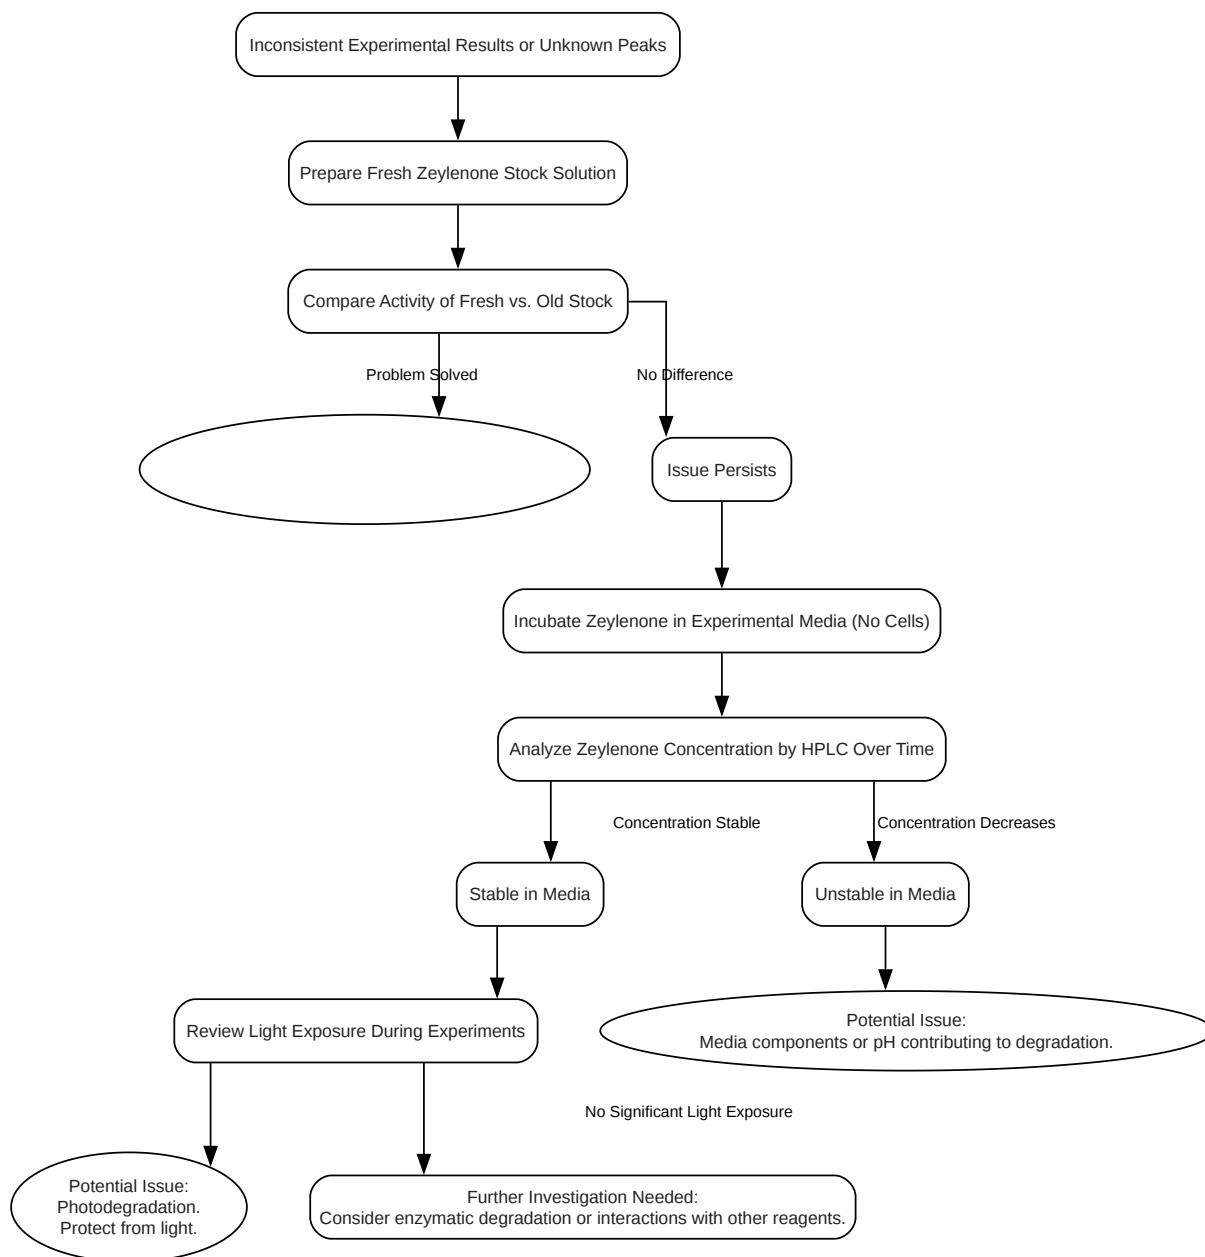 Inconsistent Experimental Results or Unknown Peaks
Prepare Fresh Zeylenone Stock Solution
Compare Activity of Fresh vs. Old Stock
Problem Solved
No Difference
Issue Persists
Incubate Zeylenone in Experimental Media (No Cells)
Analyze Zeylenone Concentration by HPLC Over Time
Concentration Stable
Concentration Decreases
Stable in Media
Unstable in Media
Review Light Exposure During Experiments
Potential Issue:
Media components or pH contributing to degradation.
No Significant Light Exposure
Potential Issue:
Photodegradation.
Protect from light.
Further Investigation Needed:
Consider enzymatic degradation or interactions with other reagents.